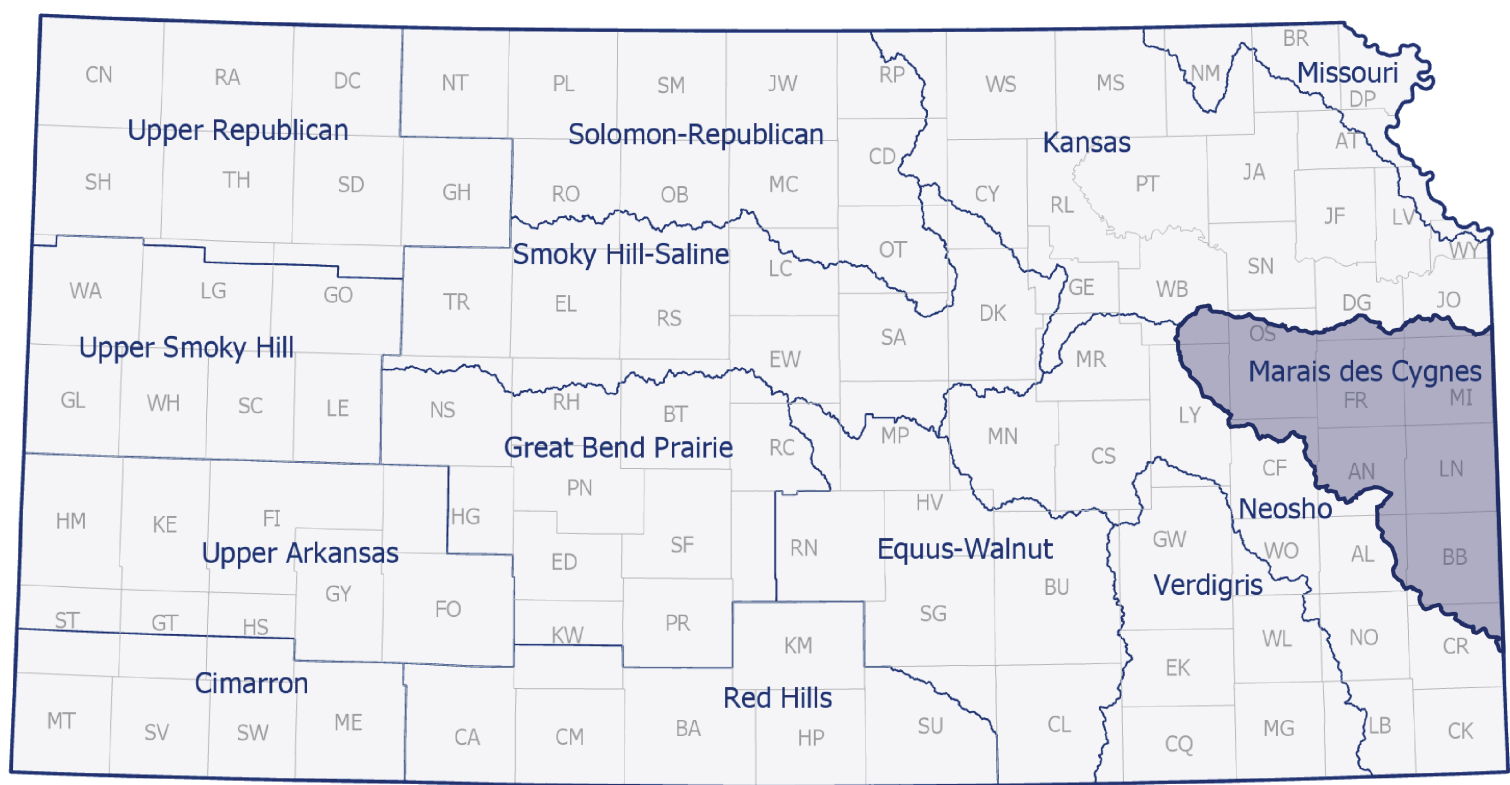 BR
CN
RA
DC
NT
PL
SM
JW
RP
WS
MS
NM
Missouri
DP
Upper Republican
Solomon-Republican
Kansas
AT
SH
TH
SD
GH
RO
OB
MC
CD
CY
RL
PT
JA
JF
LV
WY
Smoky Hill-Saline
WA
LG
GO
TR
EL
RS
LC
OT
DK
GE
WB
SN
DG
JO
Upper Smoky Hill
EW
SA
MR
OS
Marais des Cygnes
GL
WH
SC
LE
NS
RH
BT
RC
MP
MN
CS
LY
FR
MI
Great Bend Prairie
CF
AN
LN
HM
KE
FI
HG
PN
HV
Neosho
Upper Arkansas
ED
SF
RN
Equus-Walnut
GW
WO
AL
BB
ST
GT
HS
GY
FO
KW
PR
SG
BU
Verdigris
KM
EK
WL
NO
CR
Cimarron
Red Hills
MT
SV
SW
ME
CA
CM
BA
HP
SU
CL
CQ
MG
LB
CK